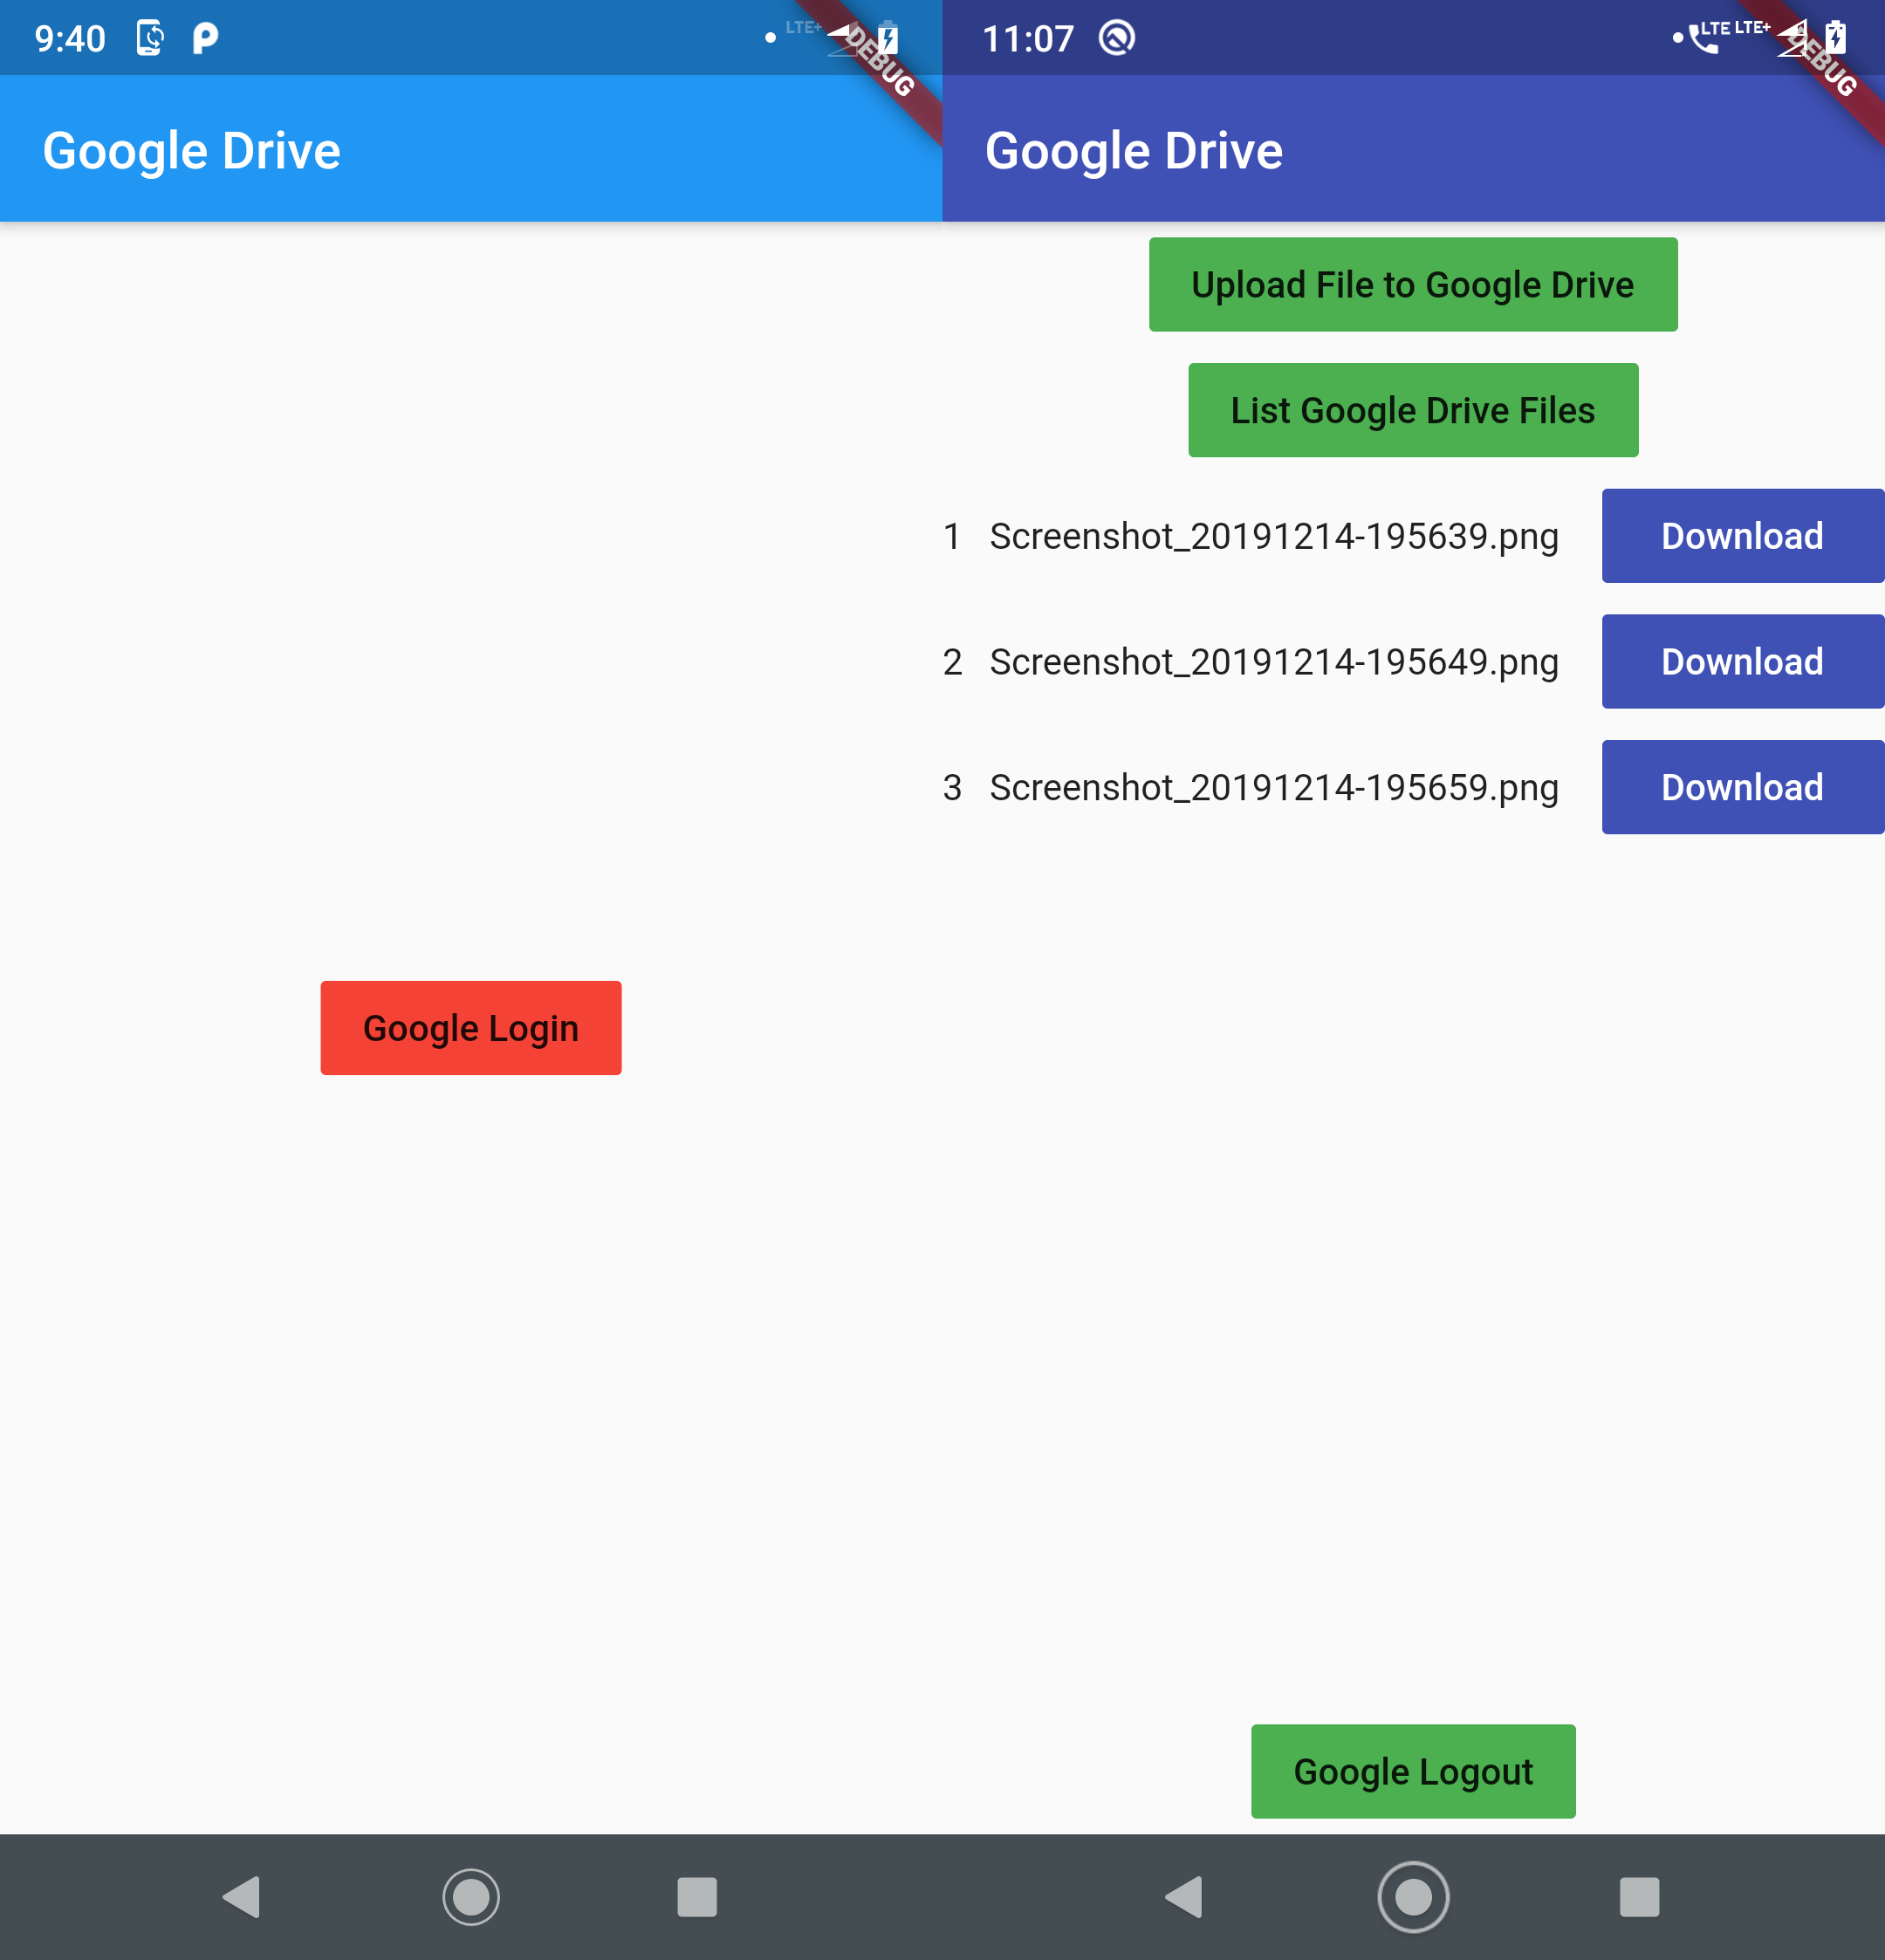 9:40
LTE+
DEBUG
Google Drive
Google Login
11:07
LTE LTE+
DEBUG
Google Drive
Upload File to Google Drive
List Google Drive Files
1 Screenshot_20191214-195639.png Download
2 Screenshot_20191214-195649.png Download
3 Screenshot_20191214-195659.png Download
Google Logout